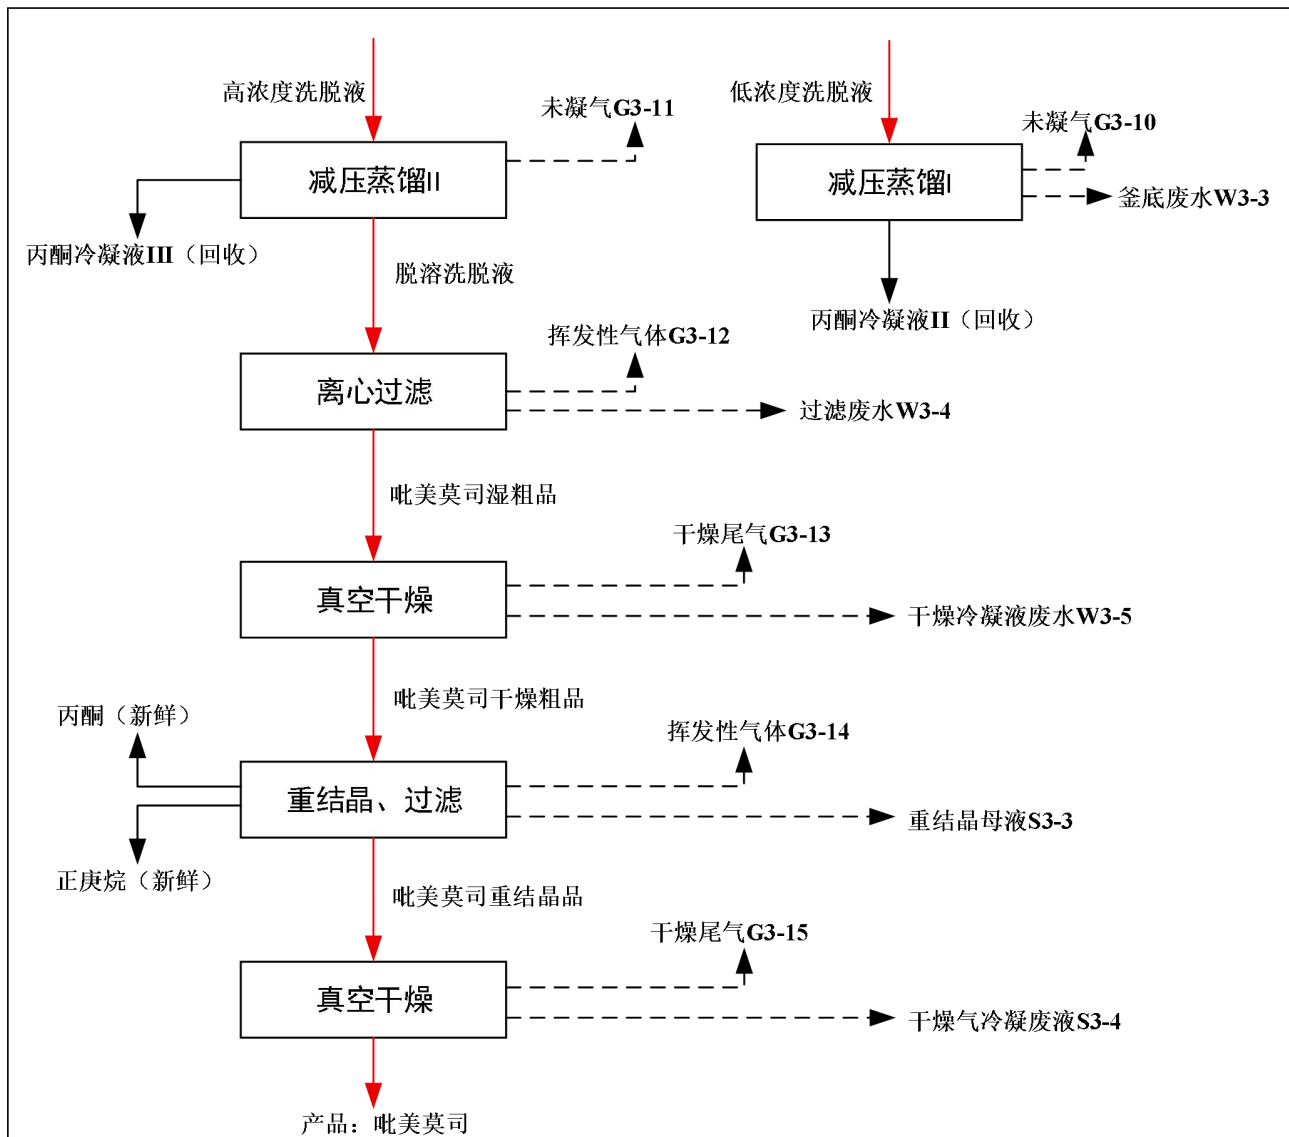 高浓度洗脱液
未凝气G3-11
低浓度洗脱液
未凝气G3-10
减压蒸馏II
减压蒸馏I
釜底废水W3-3
丙酮冷凝液III（回收）
脱溶洗脱液
丙酮冷凝液II（回收）
挥发性气体G3-12
离心过滤
过滤废水W3-4
吡美莫司湿粗品
干燥尾气G3-13
真空干燥
干燥冷凝液废水W3-5
吡美莫司干燥粗品
丙酮（新鲜）
挥发性气体G3-14
重结晶、过滤
重结晶母液S3-3
正庚烷（新鲜）
吡美莫司重结晶品
干燥尾气G3-15
真空干燥
干燥气冷凝废液S3-4
产品：吡美莫司